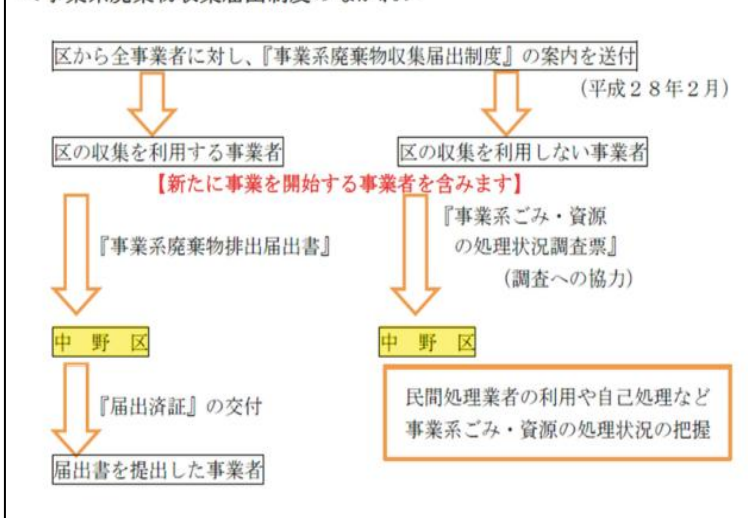 区から全事業者に対し、『事業系廃棄物収集届出制度』の案内を送付
(平成２８年２月)
区の収集を利用する事業者
区の収集を利用しない事業者
【新たに事業を開始する事業者を含みます】
『事業系廃棄物排出届出書』
『事業系ごみ・資源
の処理状況調査票』
(調査への協力)
中 野 区
中 野 区
『届出済証』の交付
民間処理業者の利用や自己処理など
事業系ごみ・資源の処理状況の把握
届出書を提出した事業者